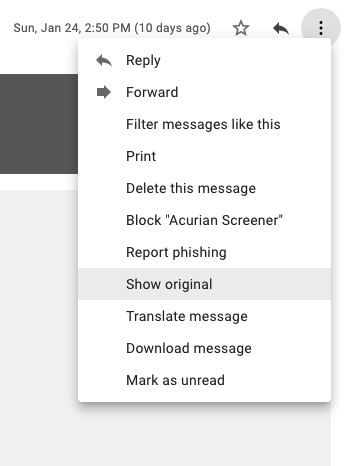 Sun, Jan 24, 2:50 PM (10 days ago)
Reply
Forward
Filter messages like this
Print
Delete this message
Block "Acurian Screener"
Report phishing
Show original
Translate message
Download message
Mark as unread